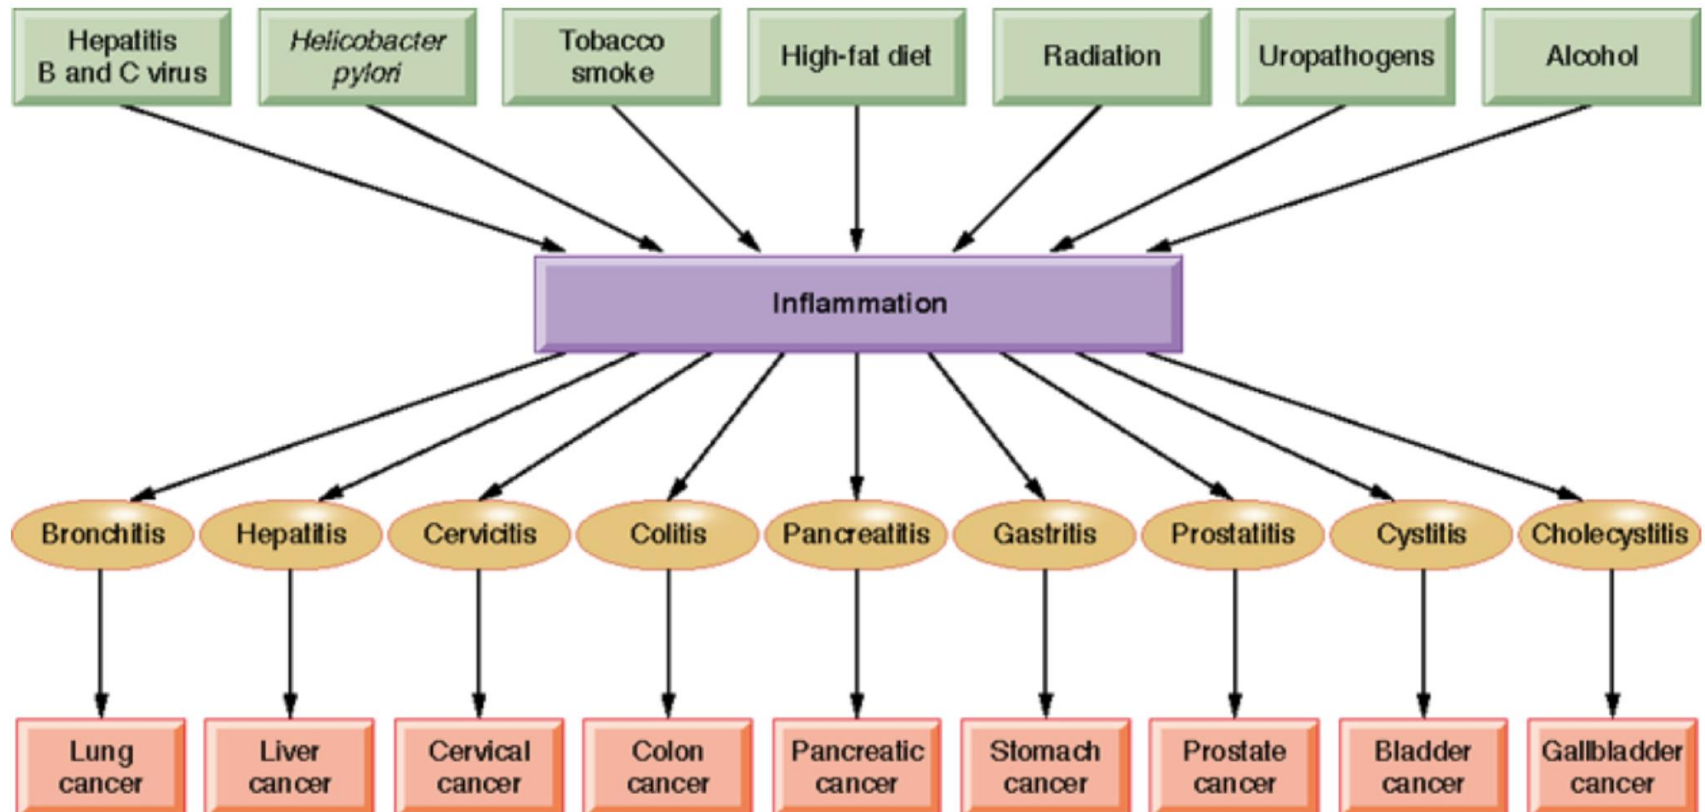 Hepatitis
B and C virus
Helicobacter
pylori
Tobacco
smoke
High-fat diet
Radiation
Uropathogens
Alcohol
Inflammation
Bronchitis
Hepatitis
Cervicitis
Colitis
Pancreatitis
Gastritis
Prostatitis
Cystitis
Cholecystitis
Lung
cancer
Liver
cancer
Cervical
cancer
Colon
cancer
Pancreatic
cancer
Stomach
cancer
Prostate
cancer
Bladder
cancer
Gallbladder
cancer